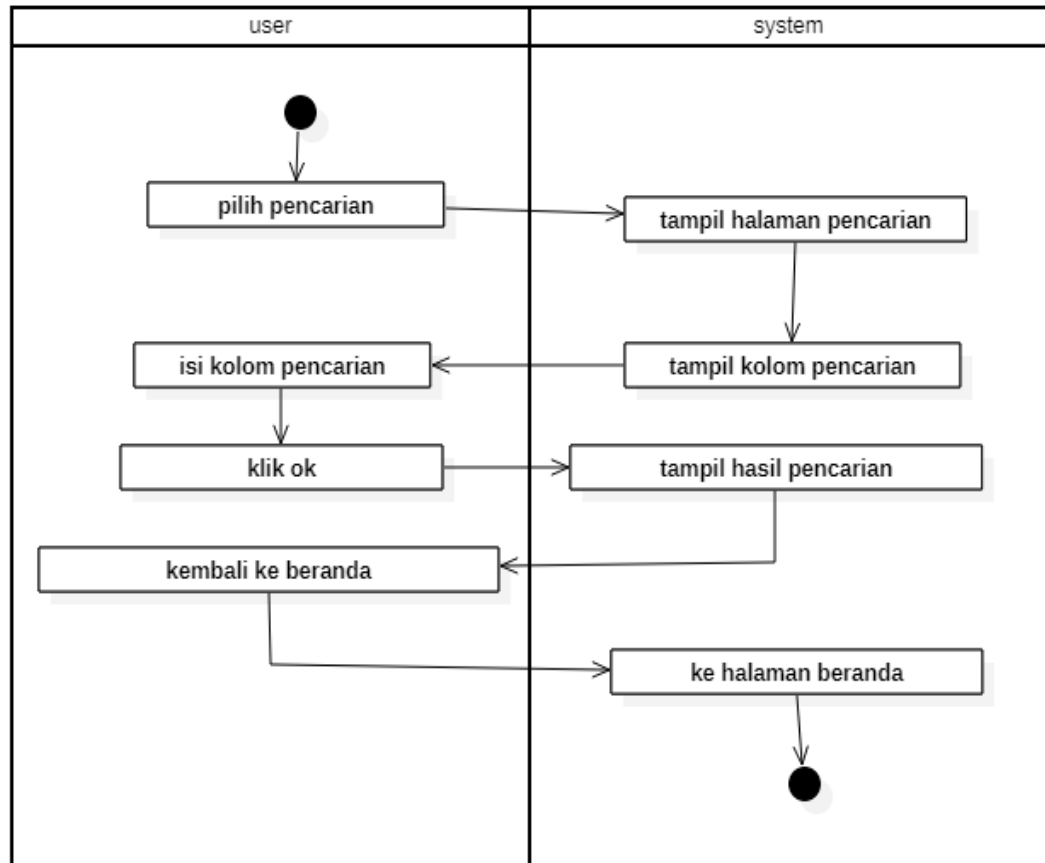 user
system
pilih pencarian
tampil halaman pencarian
isi kolom pencarian
tampil kolom pencarian
klik ok
tampil hasil pencarian
kembali ke beranda
ke halaman beranda